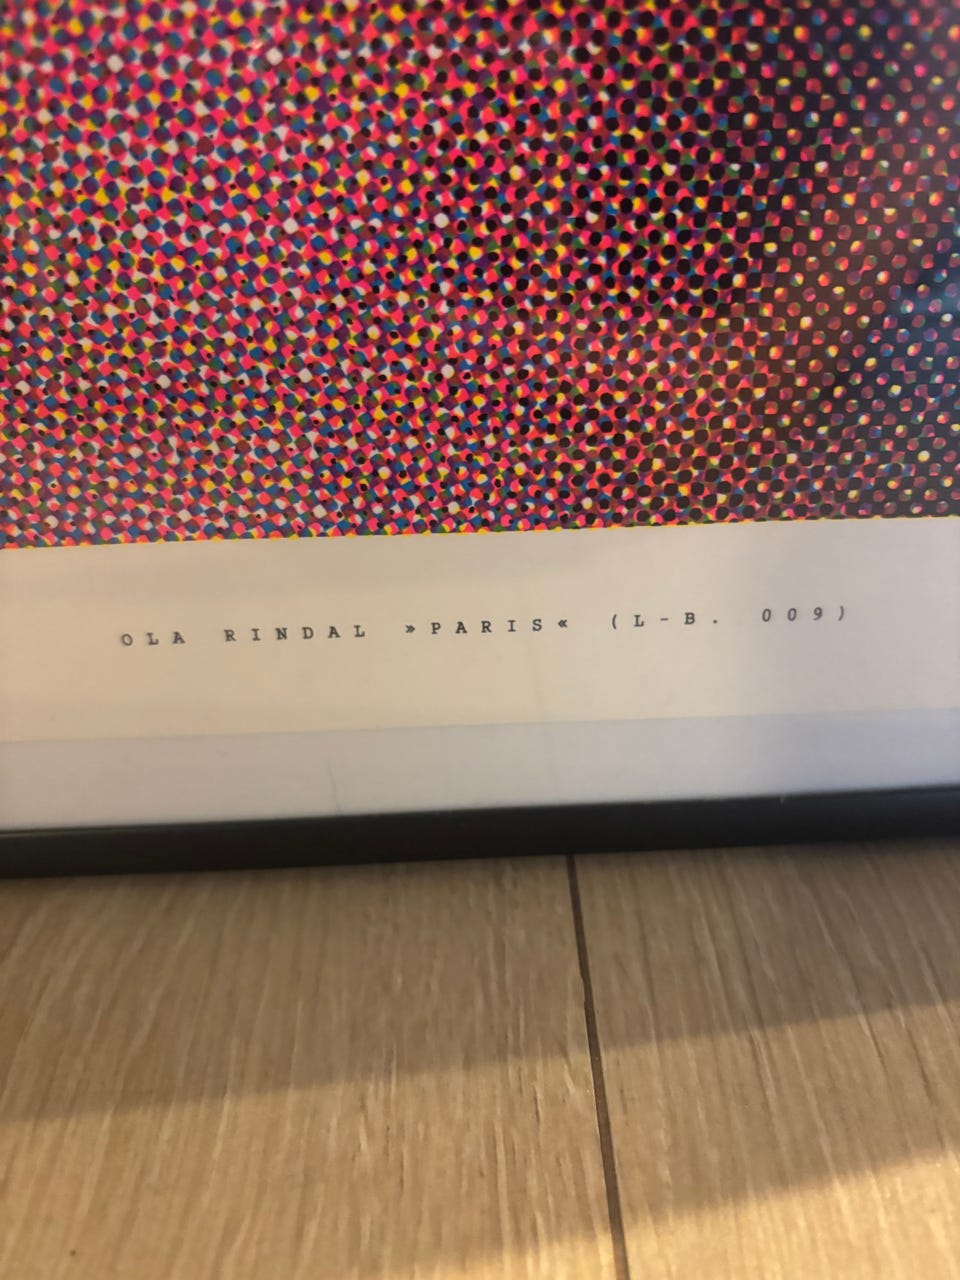 OLA RINDAL »PARIS« (L-B. 009)